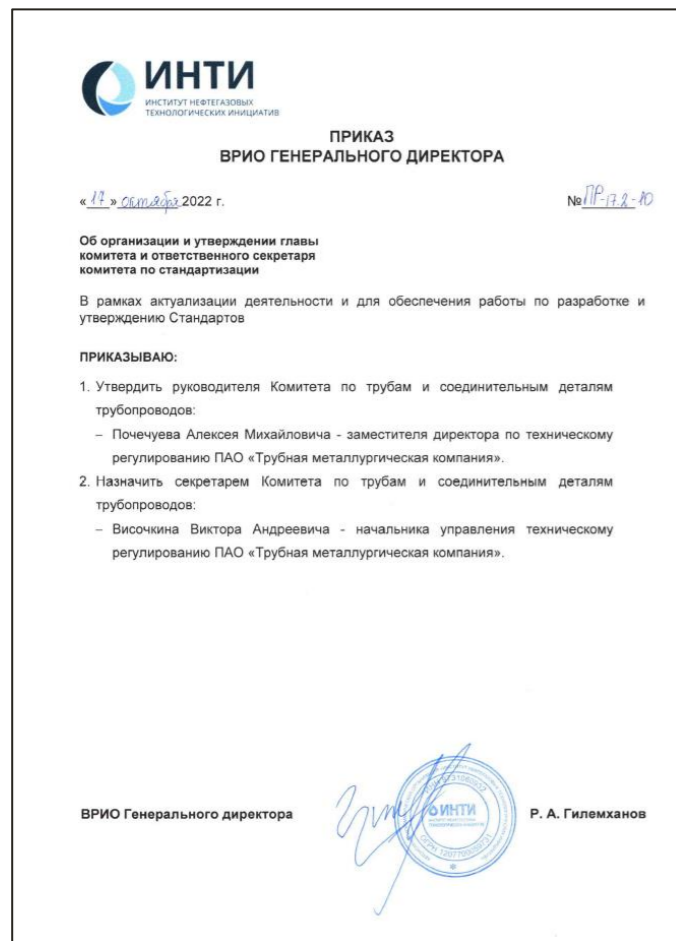 ИНТИ
ИНСТИТУТ НЕФТЕГАЗОВЫХ
ТЕХНОЛОГИЧЕСКИХ ИНИЦИАТИВ
ПРИКАЗ
ВРИО ГЕНЕРАЛЬНОГО ДИРЕКТОРА
«17» октября 2022 г. №ПР-17.2-10
Об организации и утверждении главы
комитета и ответственного секретаря
комитета по стандартизации
В рамках актуализации деятельности и для обеспечения работы по разработке и
утверждению Стандартов
ПРИКАЗЫВАЮ:
1. Утвердить руководителя Комитета по трубам и соединительным деталям
трубопроводов:
– Почечуева Алексея Михайловича - заместителя директора по техническому
регулированию ПАО «Трубная металлургическая компания».
2. Назначить секретарем Комитета по трубам и соединительным деталям
трубопроводов:
– Височкина Виктора Андреевича - начальника управления техническому
регулированию ПАО «Трубная металлургическая компания».
ВРИО Генерального директора Р. А. Гилемханов
ИНТИ